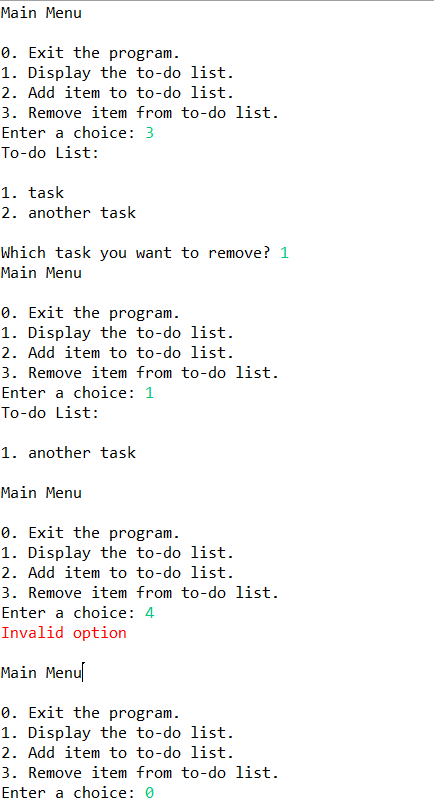 Main Menu
0. Exit the program.
1. Display the to-do list.
2. Add item to to-do list.
3. Remove item from to-do list.
Enter a choice: 3
To-do List:
1. task
2. another task
Which task you want to remove? 1
Main Menu
0. Exit the program.
1. Display the to-do list.
2. Add item to to-do list.
3. Remove item from to-do list.
Enter a choice: 1
To-do List:
1. another task
Main Menu
0. Exit the program.
1. Display the to-do list.
2. Add item to to-do list.
3. Remove item from to-do list.
Enter a choice: 4
Invalid option
Main Menu
0. Exit the program.
1. Display the to-do list.
2. Add item to to-do list.
3. Remove item from to-do list.
Enter a choice: 0